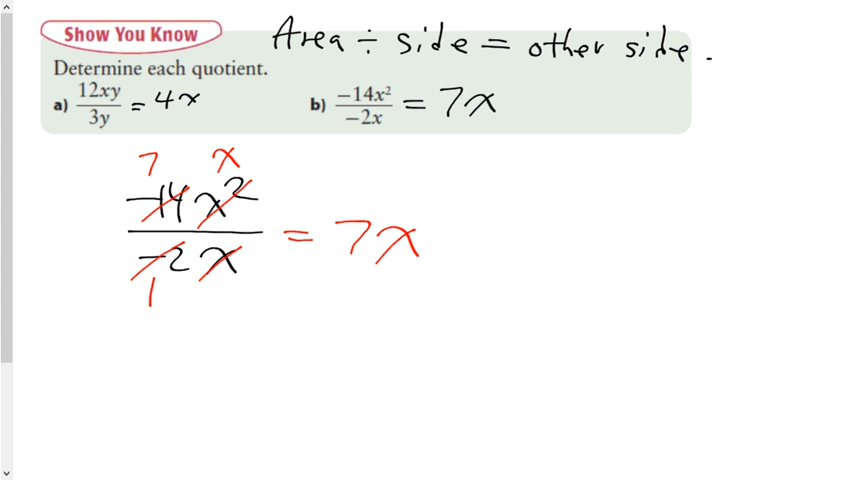 Show You Know
Area ÷ side = other side.
Determine each quotient.
a) 12xy/3y = 4x
b) −14x²/−2x = 7x
7 x
−14x²
−2x = 7x
1